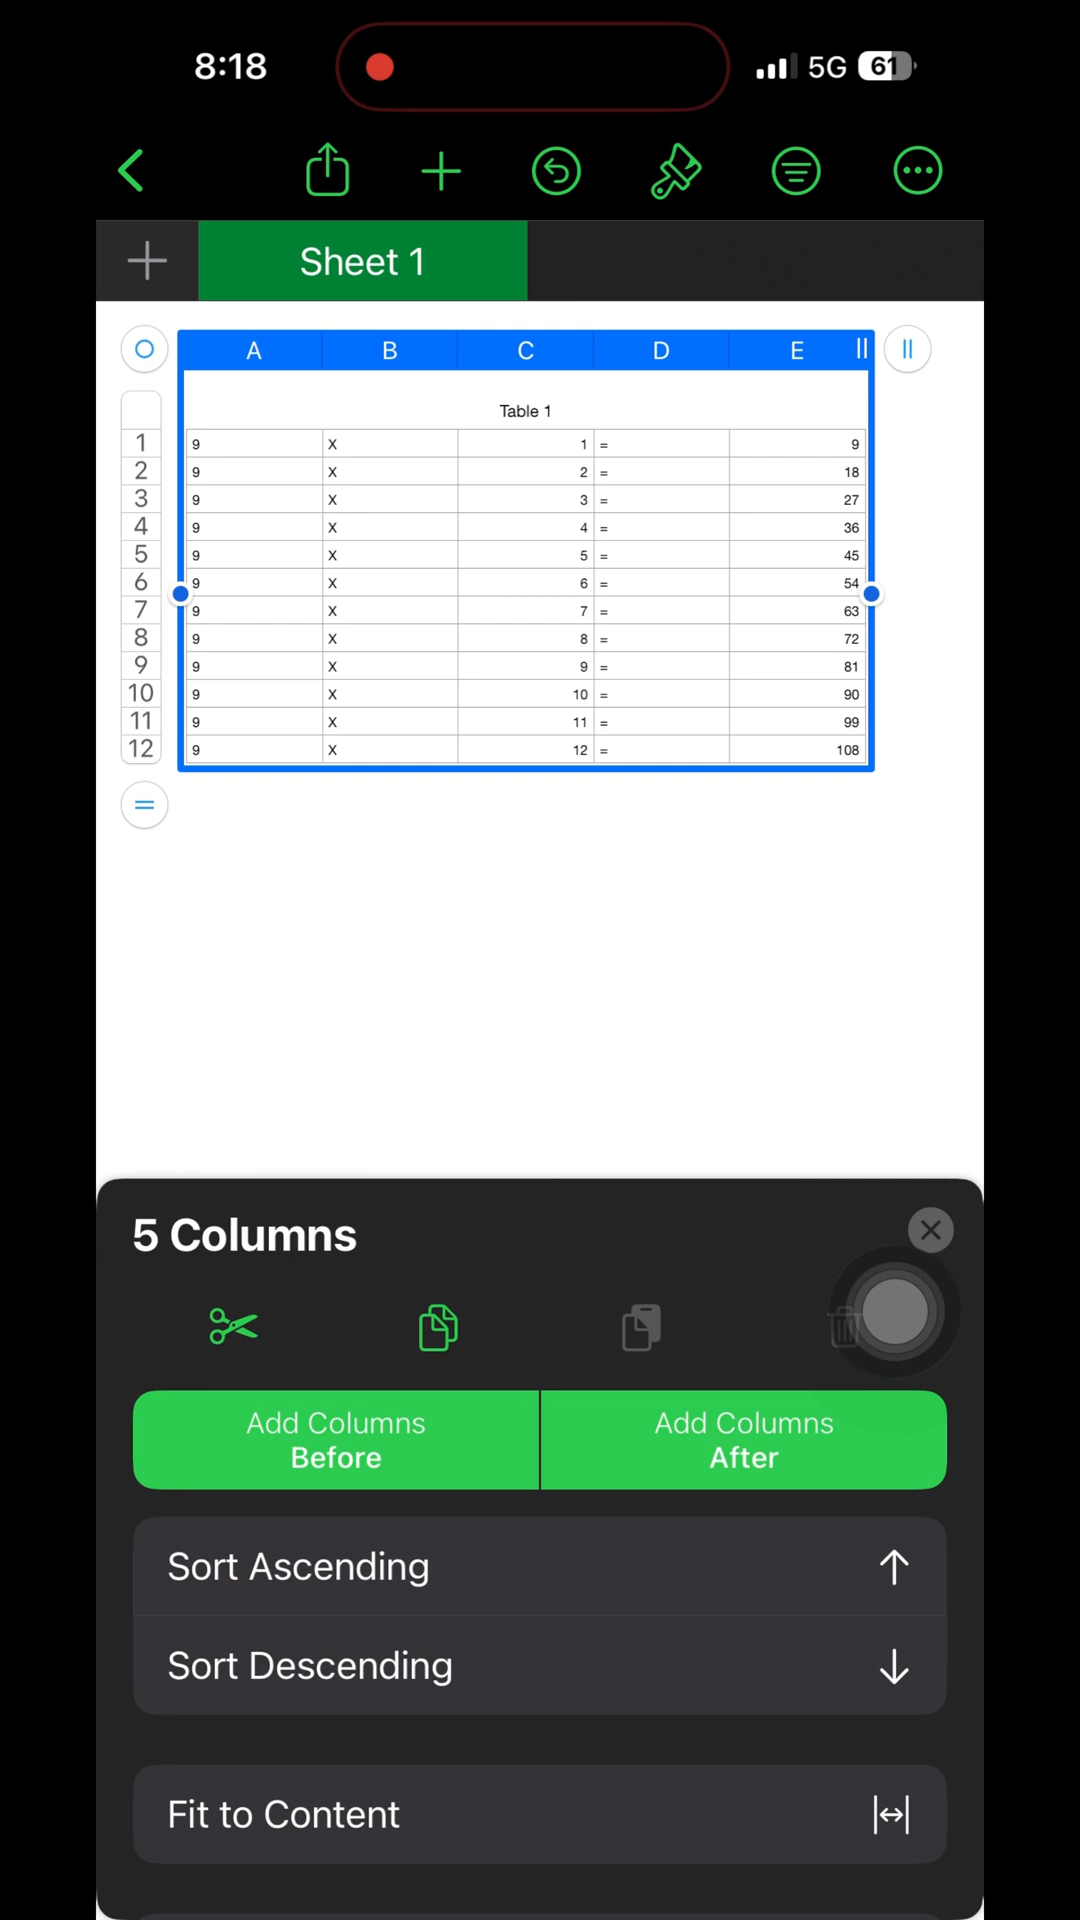 8:18 5G 61
Sheet 1
A B C D E
Table 1
1 9 X 1 = 9
2 9 X 2 = 18
3 9 X 3 = 27
4 9 X 4 = 36
5 9 X 5 = 45
6 9 X 6 = 54
7 9 X 7 = 63
8 9 X 8 = 72
9 9 X 9 = 81
10 9 X 10 = 90
11 9 X 11 = 99
12 9 X 12 = 108
5 Columns
Add Columns
Before
Add Columns
After
Sort Ascending
Sort Descending
Fit to Content